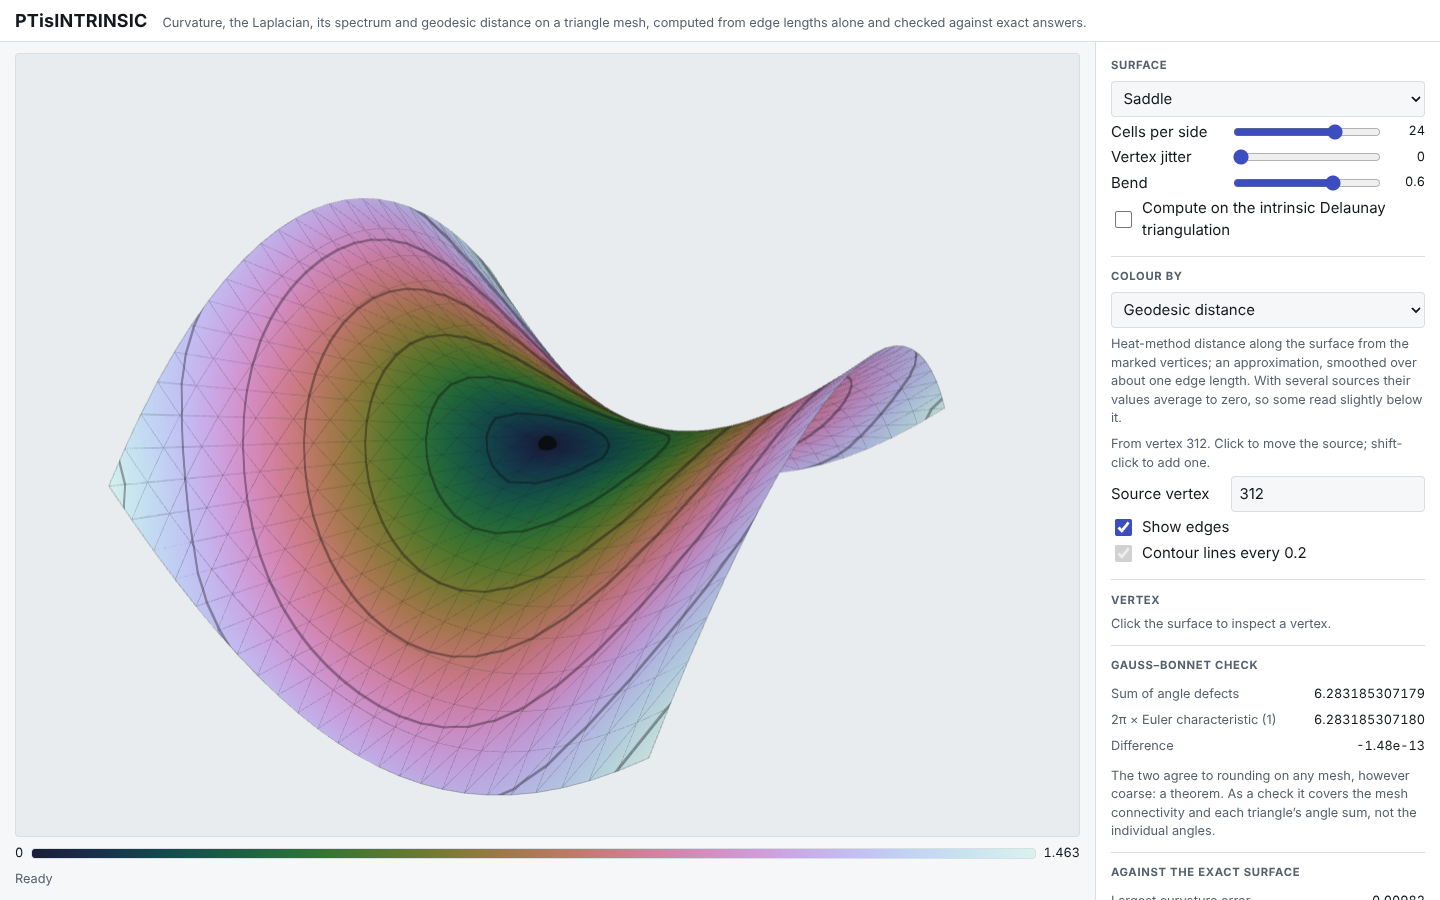 PTisINTRINSIC
Curvature, the Laplacian, its spectrum and geodesic distance on a triangle mesh, computed from edge lengths alone and checked against exact answers.
0
1.463
Ready
SURFACE
Saddle
Cells per side 24
Vertex jitter 0
Bend 0.6
Compute on the intrinsic Delaunay
triangulation
COLOUR BY
Geodesic distance
Heat-method distance along the surface from the
marked vertices; an approximation, smoothed over
about one edge length. With several sources their
values average to zero, so some read slightly below
it.
From vertex 312. Click to move the source; shift-
click to add one.
Source vertex 312
Show edges
Contour lines every 0.2
VERTEX
Click the surface to inspect a vertex.
GAUSS–BONNET CHECK
Sum of angle defects 6.283185307179
2π × Euler characteristic (1) 6.283185307180
Difference -1.48e-13
The two agree to rounding on any mesh, however
coarse: a theorem. As a check it covers the mesh
connectivity and each triangle’s angle sum, not the
individual angles.
AGAINST THE EXACT SURFACE